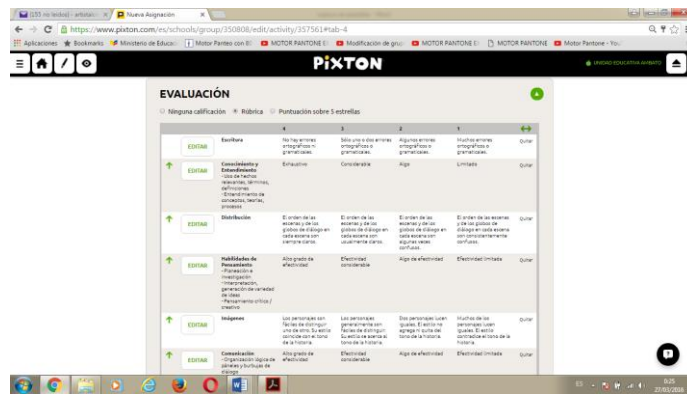 (155 no leídos) - artistali
Nueva Asignación
https://www.pixton.com/es/schools/group/350808/edit/activity/357561#tab-4
Aplicaciones
Bookmarks
Ministerio de Educac
Motor Panteo con BD
MOTOR PANTONE E
Modificación de grup
MOTOR PANTONE E
MOTOR PANTONE
Motor Pantone - You
PiXTON
UNIDAD EDUCATIVA AMBATO
EVALUACIÓN
Ninguna calificación Rúbrica Puntuación sobre 5 estrellas
4 3 2 1
EDITAR
Escritura
No hay errores
ortográficos ni
gramaticales.
Sólo uno o dos errores
ortográficos o
gramaticales.
Algunos errores
ortográficos o
gramaticales.
Muchos errores
ortográficos o
gramaticales.
Quitar
EDITAR
Conocimiento y
Entendimiento
- Uso de hechos
relevantes, términos,
definiciones
- Entendimiento de
conceptos, teorías,
procesos
Exhaustivo
Considerable
Algo
Limitado
Quitar
EDITAR
Distribución
El orden de las
escenas y de los
globos de diálogo en
cada escena son
siempre claros.
El orden de las
escenas y de los
globos de diálogo en
cada escena son
usualmente claros.
El orden de las
escenas y de los
globos de diálogo en
cada escena son
algunas veces
confusos.
El orden de las escenas
y de los globos de
diálogo en cada escena
son consistentemente
confusos.
Quitar
EDITAR
Habilidades de
Pensamiento
- Planeación e
investigación
- Interpretación,
generación de variedad
de ideas
- Pensamiento crítico /
creativo
Alto grado de
efectividad
Efectividad
considerable
Algo de efectividad
Efectividad limitada
Quitar
EDITAR
Imágenes
Los personajes son
fáciles de distinguir
uno de otro. Su estilo
coincide con el tono
de la historia.
Los personajes
generalmente son
fáciles de distinguir.
Su estilo se acerca al
tono de la historia.
Dos personajes lucen
iguales. El estilo no
agrega ni quita del
tono de la historia.
Muchos de los
personajes lucen
iguales. El estilo
contradice el tono de la
historia.
Quitar
EDITAR
Comunicación
- Organización lógica de
páneles y burbujas de
diálogo
Alto grado de
efectividad
Efectividad
considerable
Algo de efectividad
Efectividad limitada
Quitar
ES
0:25
27/03/2018